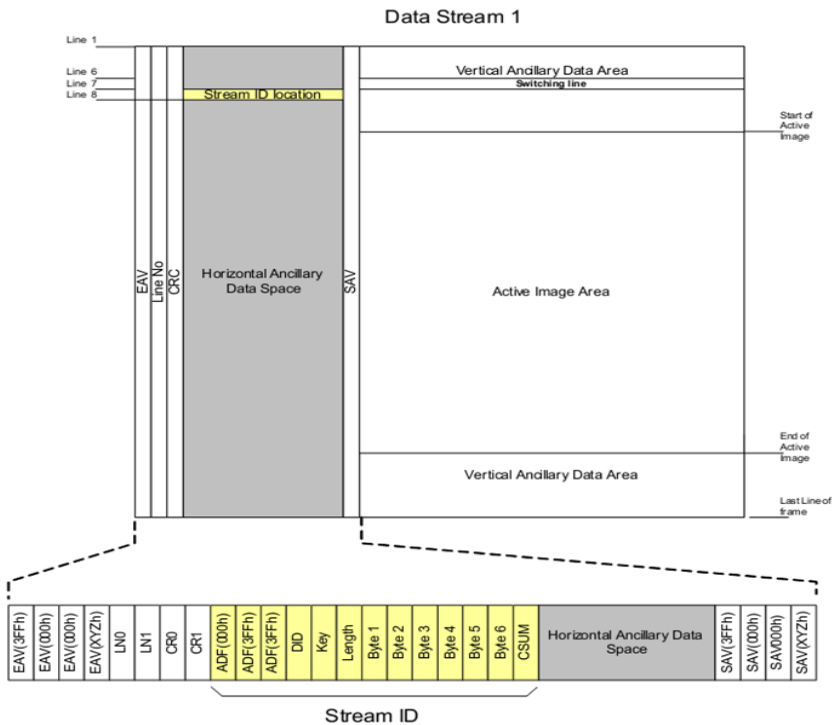 Data Stream 1
Line 1
Line 6
Line 7
Line 8
Vertical Ancillary Data Area
Switching line
Stream ID location
Start of
Active
Image
EAV
Line No
CRC
Horizontal Ancillary
Data Space
SAV
Active Image Area
End of
Active
Image
Vertical Ancillary Data Area
Last Line of
frame
EAV(3FFh)
EAV(000h)
EAV(000h)
EAV(XYZh)
LN0
LN1
CR0
CR1
ADF(000h)
ADF(3FFh)
ADF(3FFh)
DID
Key
Length
Byte 1
Byte 2
Byte 3
Byte 4
Byte 5
Byte 6
CSUM
Horizontal Ancillary Data
Space
SAV(3FFh)
SAV(000h)
SAV000h)
SAV(XYZh)
Stream ID